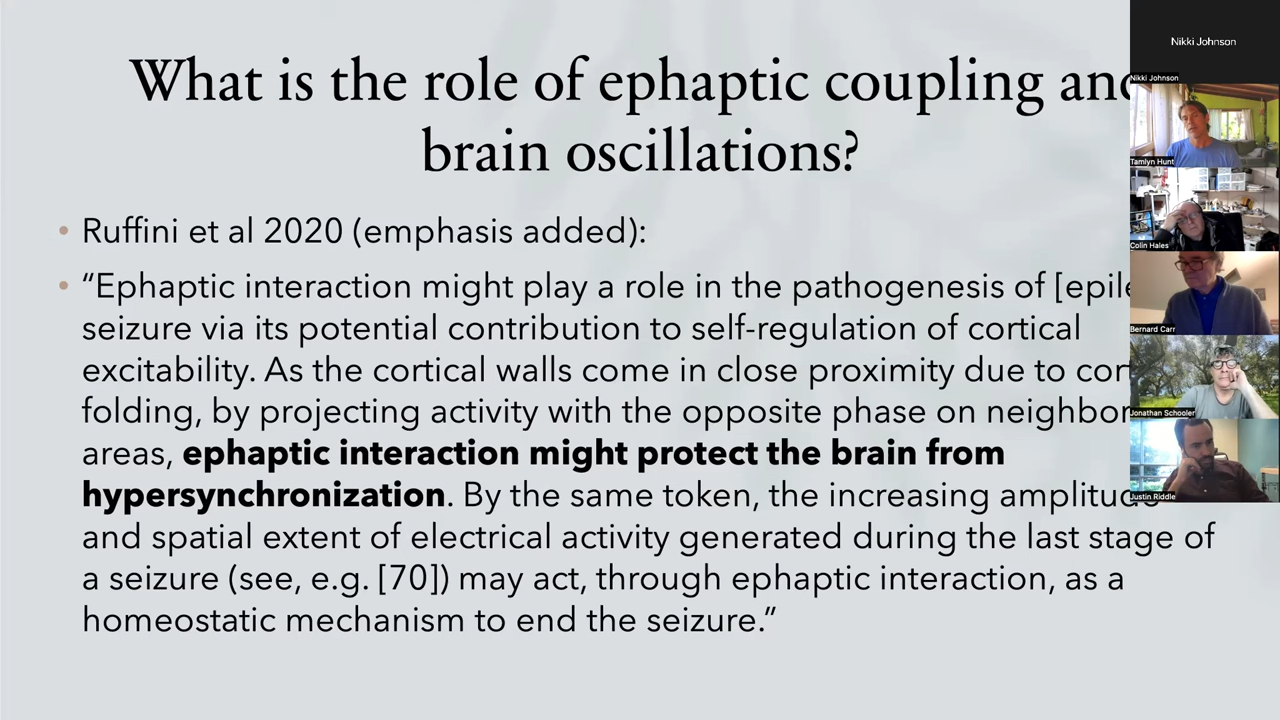 What is the role of ephaptic coupling and
brain oscillations?
• Ruffini et al 2020 (emphasis added):
• “Ephaptic interaction might play a role in the pathogenesis of
seizure via its potential contribution to self-regulation of cortical
excitability. As the cortical walls come in close proximity due to
folding, by projecting activity with the opposite phase on
areas, ephaptic interaction might protect the brain from
hypersynchronization. By the same token, the increasing amplitude
and spatial extent of electrical activity generated during the last stage of
a seizure (see, e.g. [70]) may act, through ephaptic interaction, as a
homeostatic mechanism to end the seizure.”
Nikki Johnson
Nikki Johnson
Tamlyn Hunt
Colin Hales
Bernard Carr
Jonathan Schooler
Justin Riddle